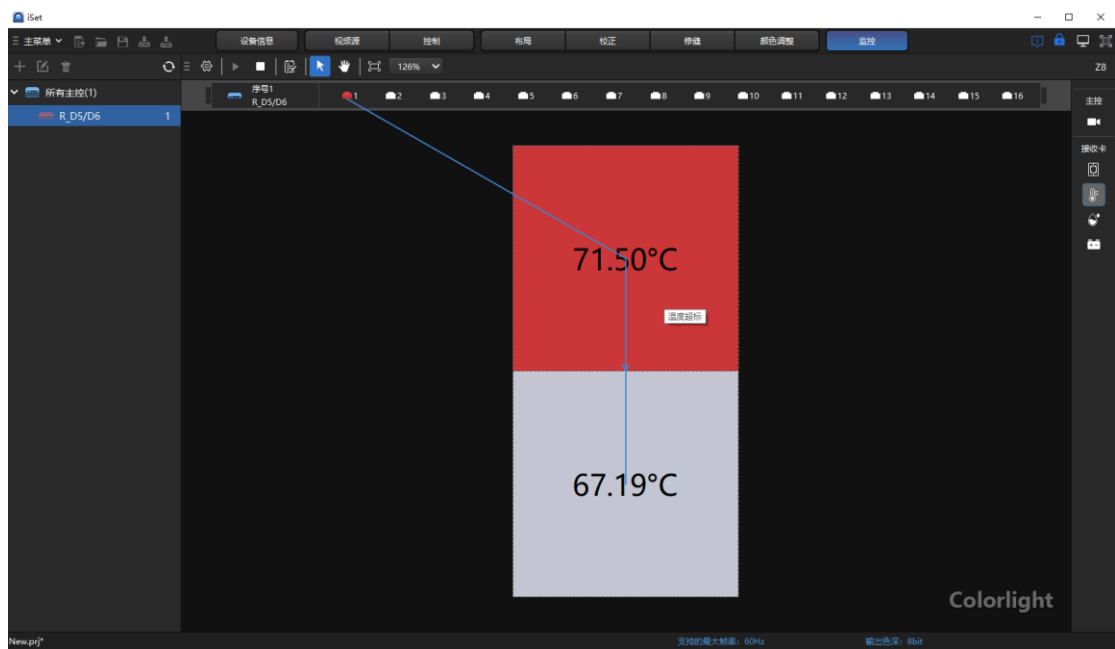 iSet
主菜单
设备信息 视频源 控制 布局 校正 修缝 颜色调整 监控
126%
Z8
所有主控(1)
序号1
R_D5/D6
1 2 3 4 5 6 7 8 9 10 11 12 13 14 15 16
主控
R_D5/D6 1
接收卡
71.50°C
温度超标
67.19°C
Colorlight
New.prj*
支持的最大帧率：60Hz
输出色深：8bit